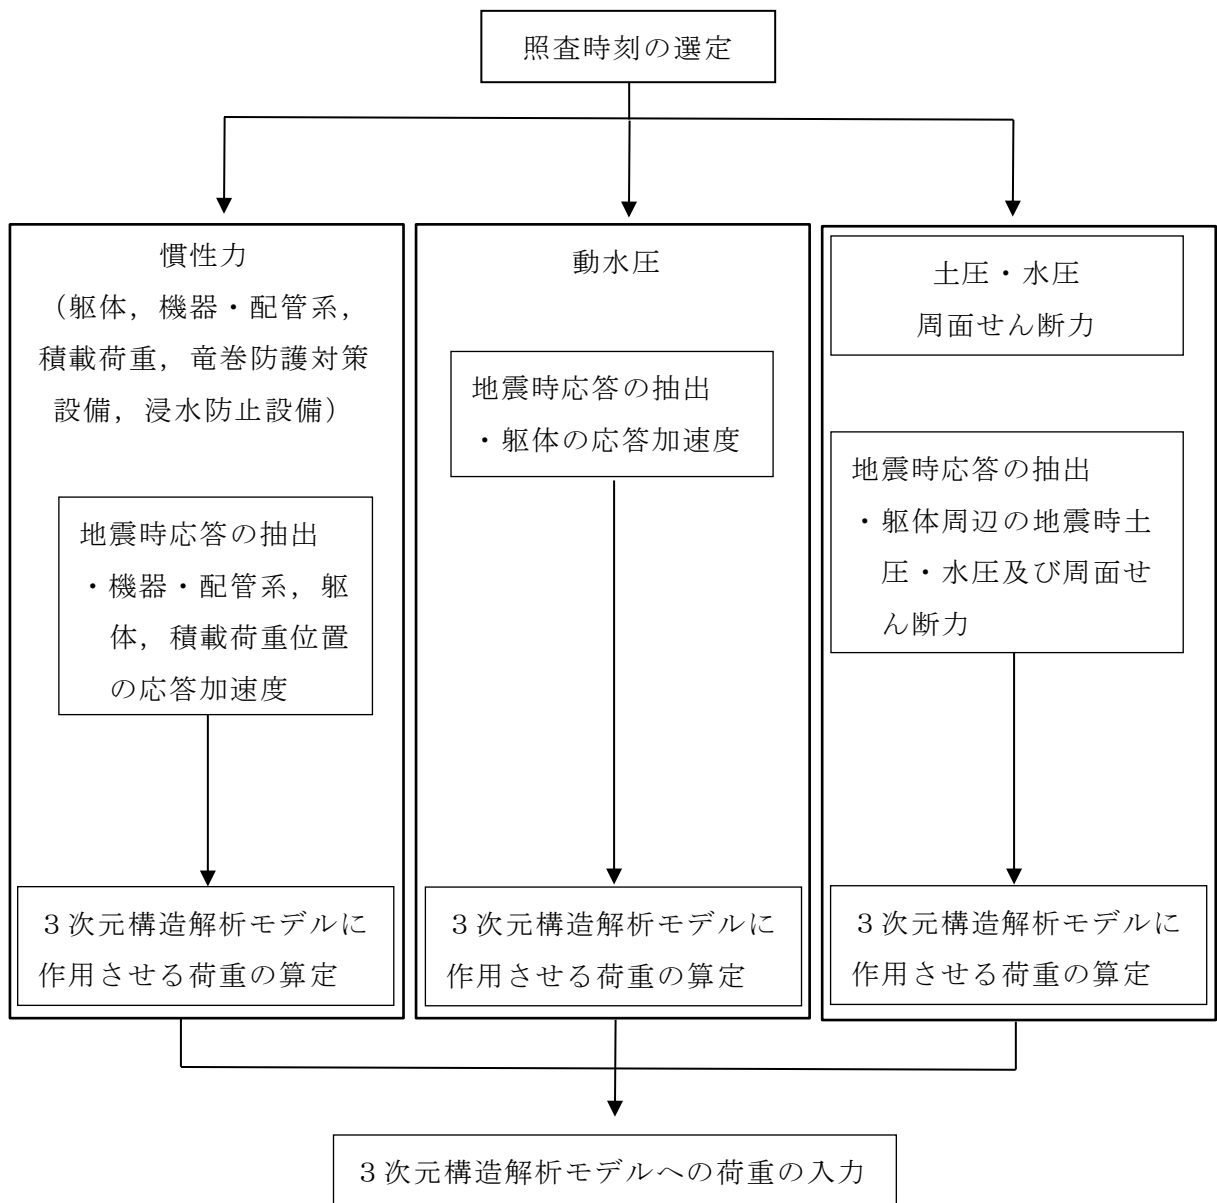 照査時刻の選定
慣性力
（躯体，機器・配管系，
積載荷重，竜巻防護対策
設備，浸水防止設備）
地震時応答の抽出
・機器・配管系，躯
体，積載荷重位置
の応答加速度
３次元構造解析モデルに
作用させる荷重の算定
動水圧
地震時応答の抽出
・躯体の応答加速度
３次元構造解析モデルに
作用させる荷重の算定
土圧・水圧
周面せん断力
地震時応答の抽出
・躯体周辺の地震時土
圧・水圧及び周面せ
ん断力
３次元構造解析モデルに
作用させる荷重の算定
３次元構造解析モデルへの荷重の入力